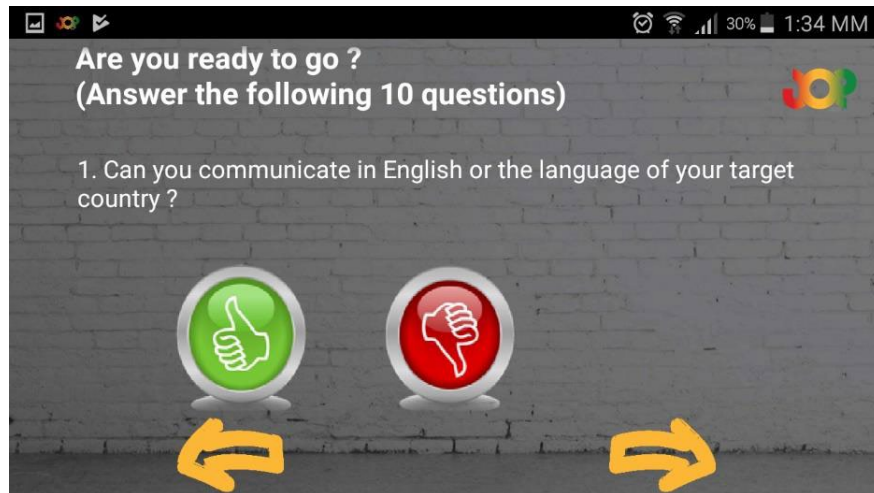 30% 1:34 MM
Are you ready to go ?
(Answer the following 10 questions)
JOP
1. Can you communicate in English or the language of your target
country ?